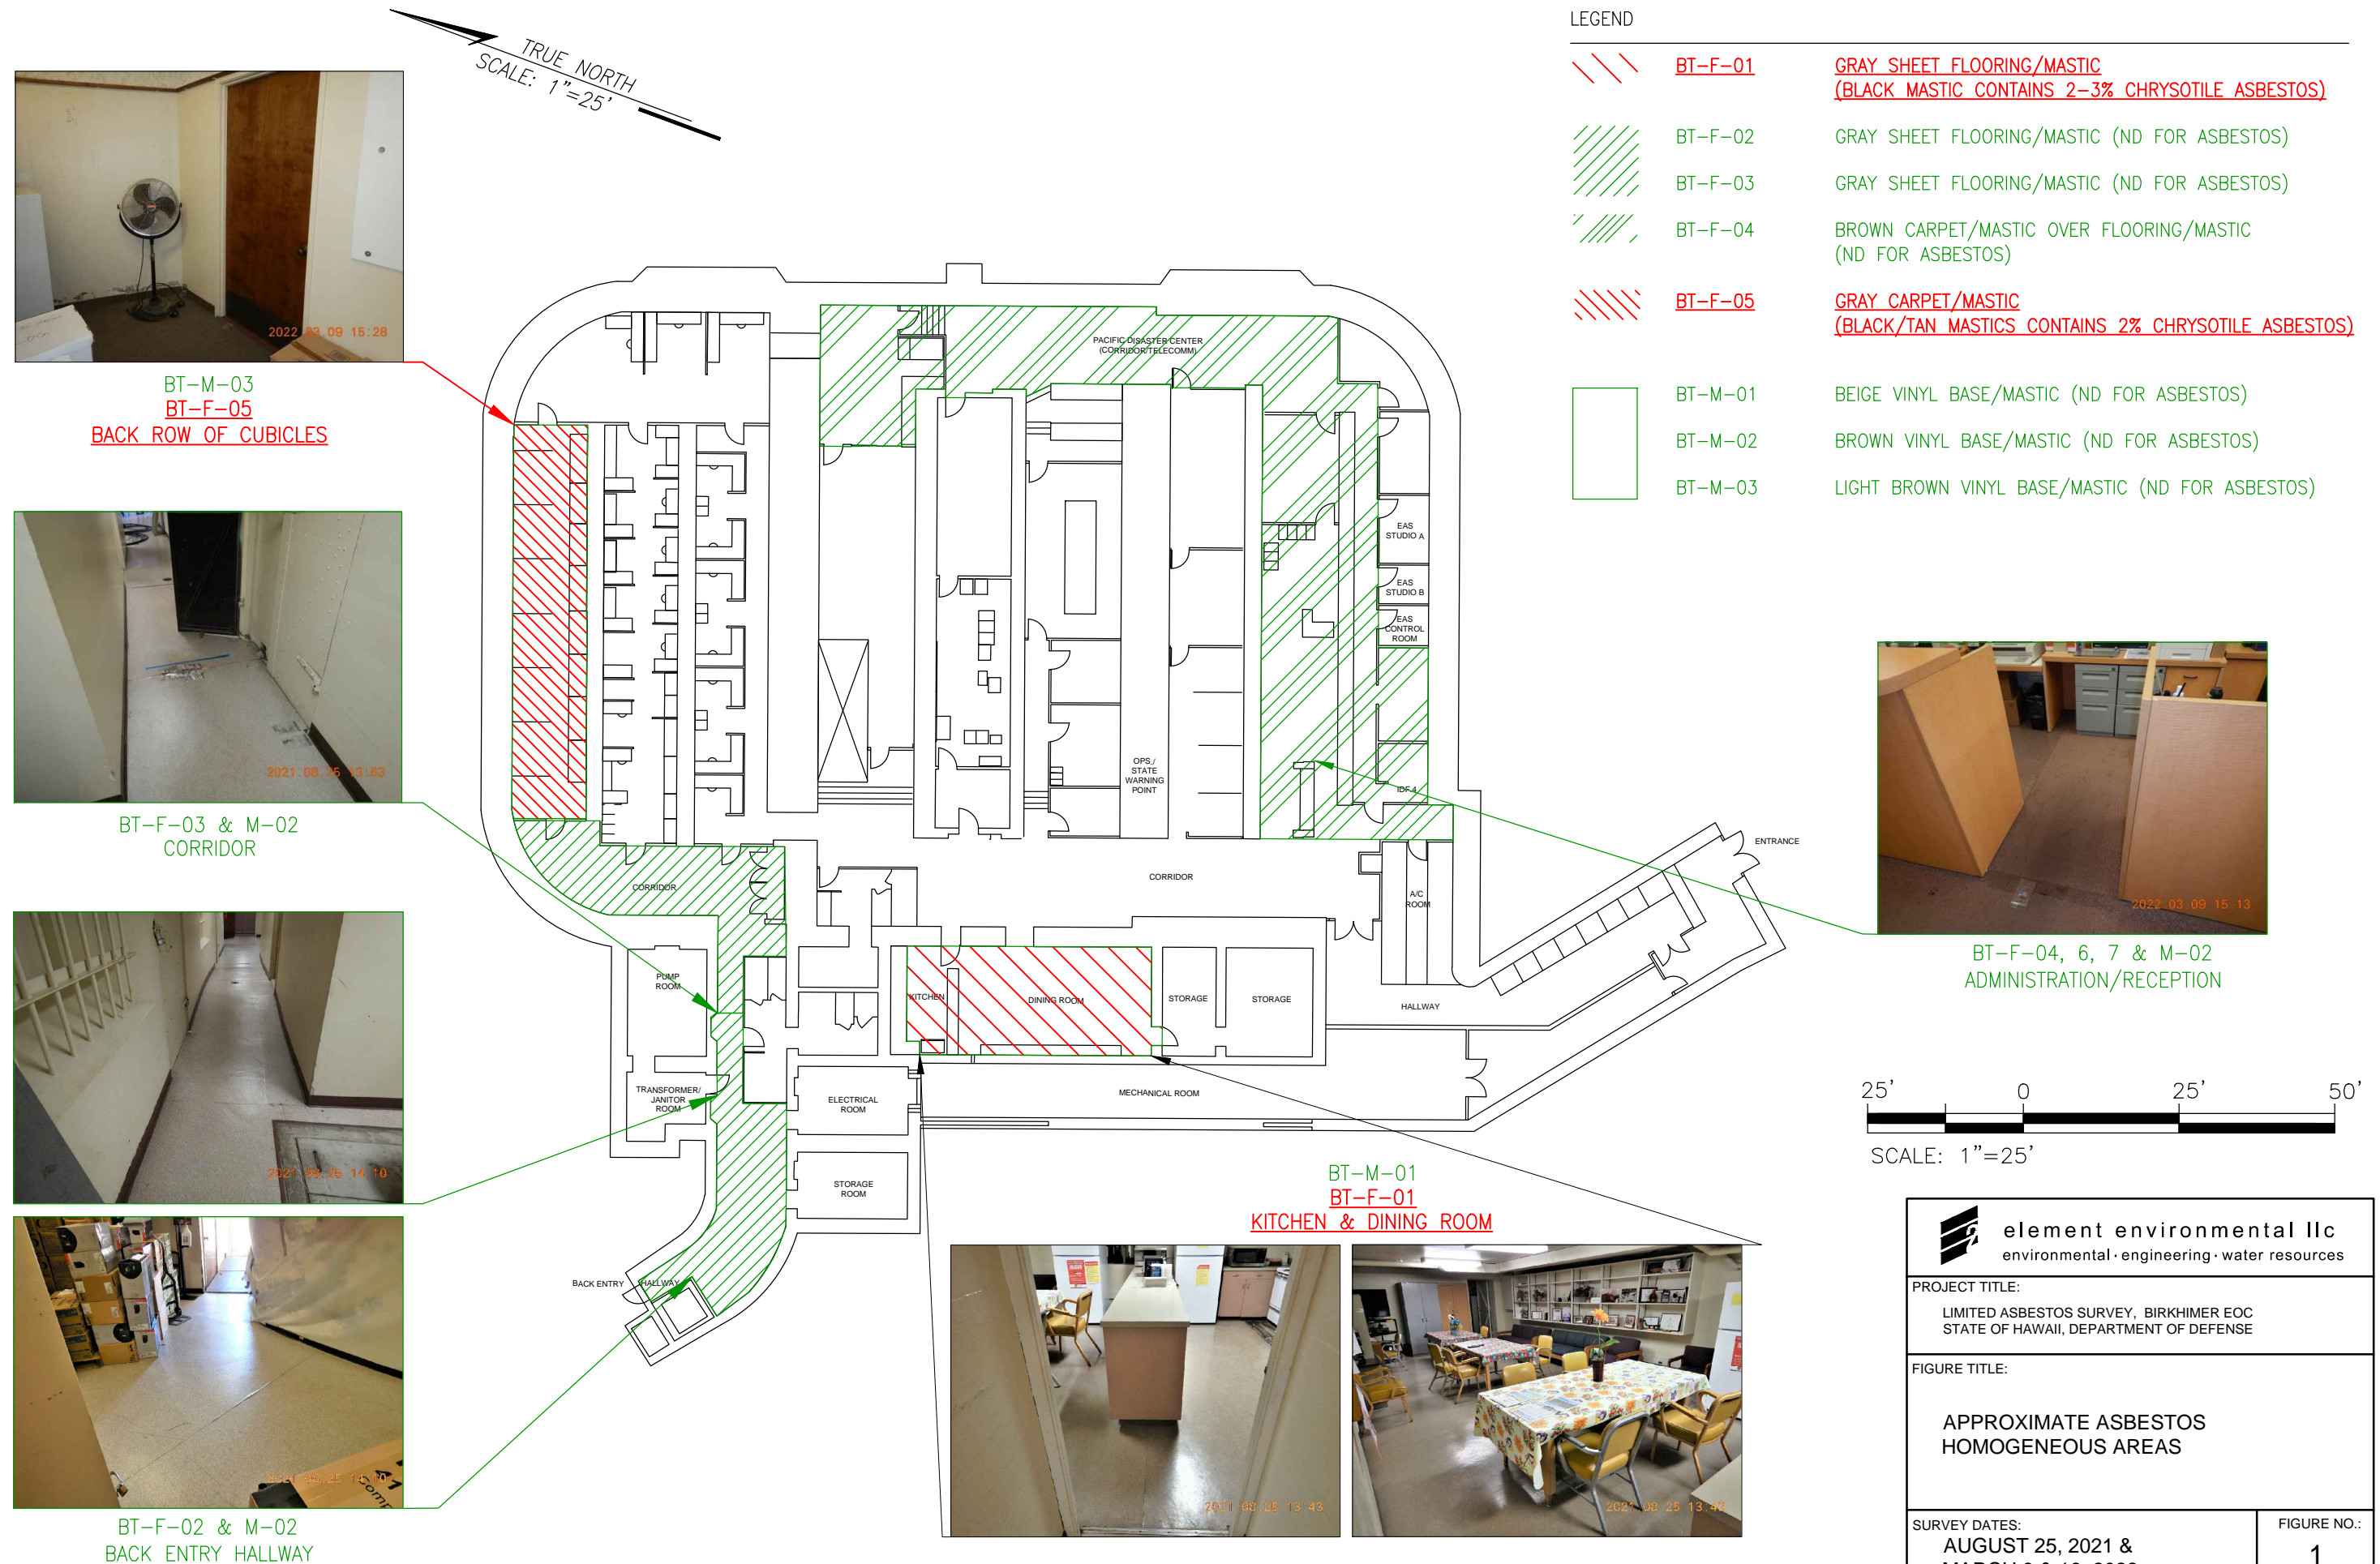 TRUE NORTH
SCALE: 1"=25'
LEGEND
BT-F-01 GRAY SHEET FLOORING/MASTIC
(BLACK MASTIC CONTAINS 2-3% CHRYSOTILE ASBESTOS)
BT-F-02 GRAY SHEET FLOORING/MASTIC (ND FOR ASBESTOS)
BT-F-03 GRAY SHEET FLOORING/MASTIC (ND FOR ASBESTOS)
BT-F-04 BROWN CARPET/MASTIC OVER FLOORING/MASTIC
(ND FOR ASBESTOS)
BT-F-05 GRAY CARPET/MASTIC
(BLACK/TAN MASTICS CONTAINS 2% CHRYSOTILE ASBESTOS)
BT-M-01 BEIGE VINYL BASE/MASTIC (ND FOR ASBESTOS)
BT-M-02 BROWN VINYL BASE/MASTIC (ND FOR ASBESTOS)
BT-M-03 LIGHT BROWN VINYL BASE/MASTIC (ND FOR ASBESTOS)
2022 03 09 15:28
BT-M-03
BT-F-05
BACK ROW OF CUBICLES
2021.08.25 13:53
BT-F-03 & M-02
CORRIDOR
2021.08.25 14:10
BT-F-02 & M-02
BACK ENTRY HALLWAY
PACIFIC DISASTER CENTER
(CORRIDOR/TELECOMM)
EAS
STUDIO A
EAS
STUDIO B
EAS
CONTROL
ROOM
OPS./
STATE
WARNING
POINT
IDF 4
ENTRANCE
CORRIDOR
CORRIDOR
A/C
ROOM
PUMP
ROOM
KITCHEN
DINING ROOM
STORAGE
STORAGE
HALLWAY
TRANSFORMER/
JANITOR
ROOM
ELECTRICAL
ROOM
MECHANICAL ROOM
STORAGE
ROOM
BACK ENTRY
HALLWAY
2022 03 09 15 13
BT-F-04, 6, 7 & M-02
ADMINISTRATION/RECEPTION
25' 0 25' 50'
SCALE: 1"=25'
BT-M-01
BT-F-01
KITCHEN & DINING ROOM
2021 08 25 13:43
element environmental llc
environmental · engineering · water resources
PROJECT TITLE:
LIMITED ASBESTOS SURVEY, BIRKHIMER EOC
STATE OF HAWAII, DEPARTMENT OF DEFENSE
FIGURE TITLE:
APPROXIMATE ASBESTOS
HOMOGENEOUS AREAS
SURVEY DATES:
AUGUST 25, 2021 &
FIGURE NO.:
1